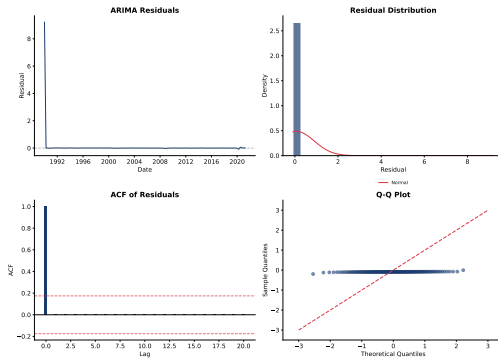 ARIMA Residuals
Residual
8
6
4
2
0
1992 1996 2000 2004 2008 2012 2016 2020
Date
Residual Distribution
Density
2.5
2.0
1.5
1.0
0.5
0.0
0 2 4 6 8
Residual
Normal
ACF of Residuals
ACF
1.0
0.8
0.6
0.4
0.2
0.0
−0.2
0.0 2.5 5.0 7.5 10.0 12.5 15.0 17.5 20.0
Lag
Q-Q Plot
Sample Quantiles
3
2
1
0
−1
−2
−3
−3 −2 −1 0 1 2 3
Theoretical Quantiles